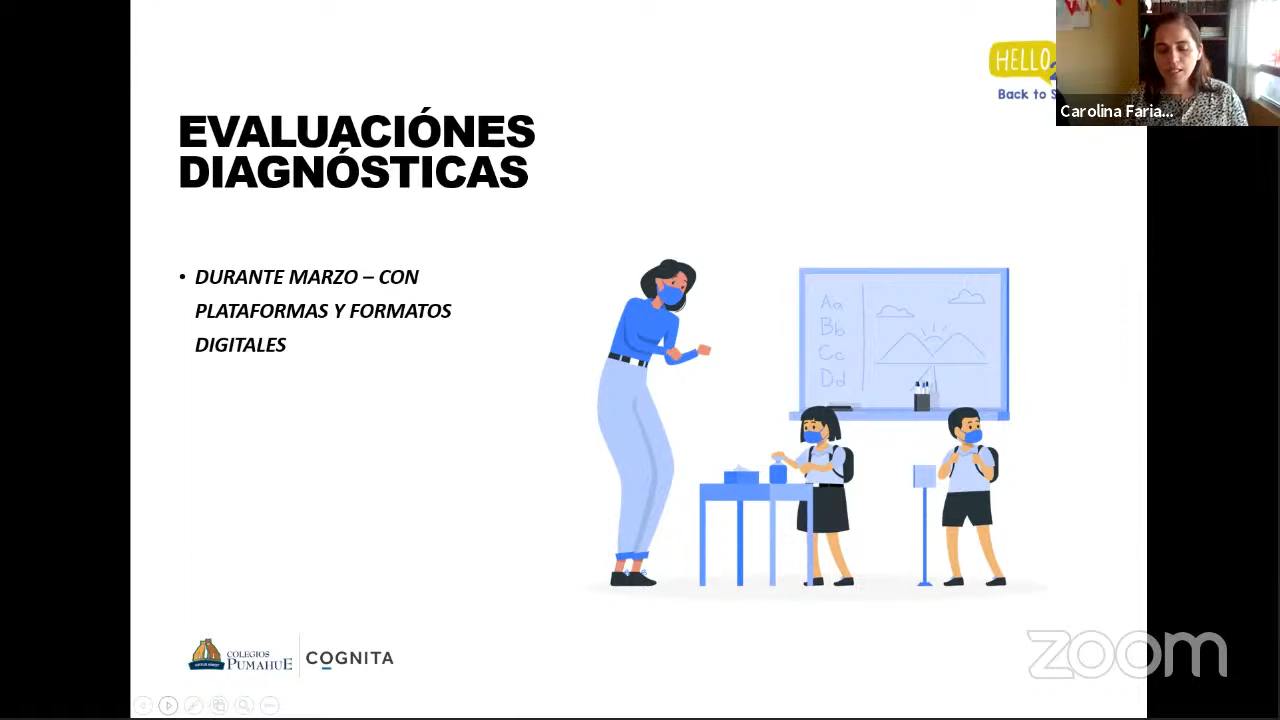 HELLO
Back to S
Carolina Faria...
EVALUACIÓNES
DIAGNÓSTICAS
• DURANTE MARZO – CON
PLATAFORMAS Y FORMATOS
DIGITALES
Aa
Bb
Cc
Dd
COLEGIOS
PUMAHUE
COGNITA
zoom